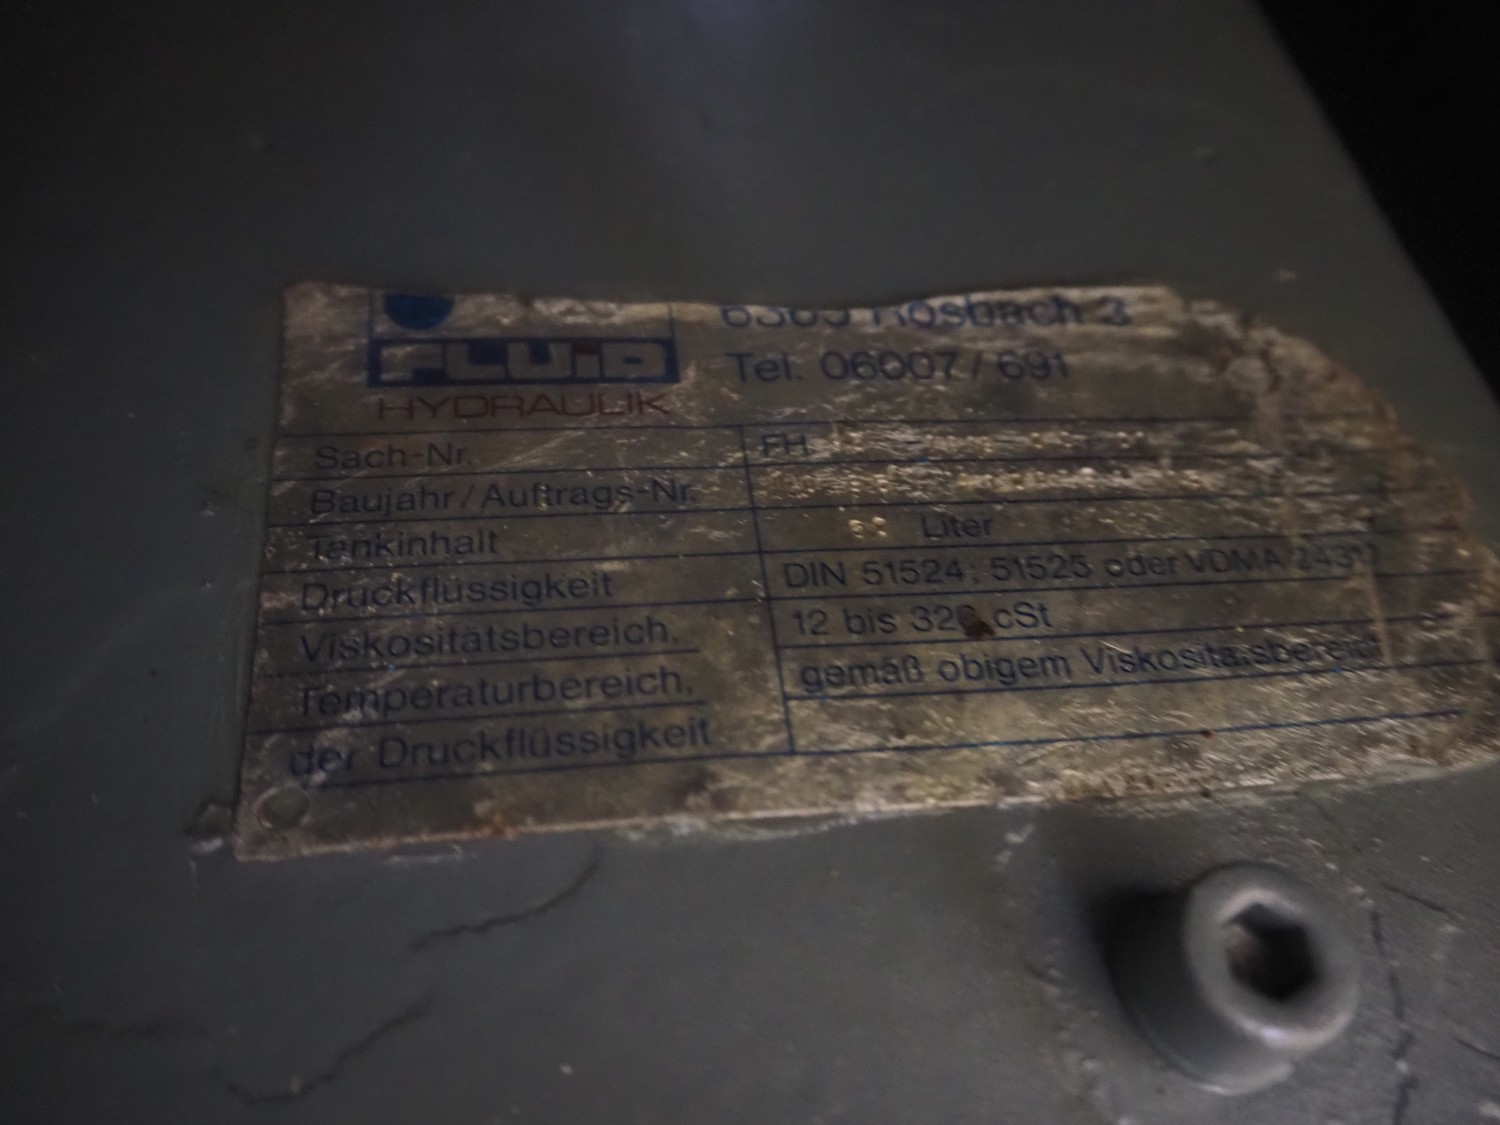 6365 Rosbach 3
Tel. 06007/691
FLUID
HYDRAULIK
Sach-Nr. FH
Baujahr/Auftrags-Nr.
Tankinhalt Liter
Druckflüssigkeit DIN 51524; 51525 oder VDMA 24317
Viskositätsbereich, 12 bis 320 cSt
Temperaturbereich, gemäß obigem Viskositätsbereich
der Druckflüssigkeit